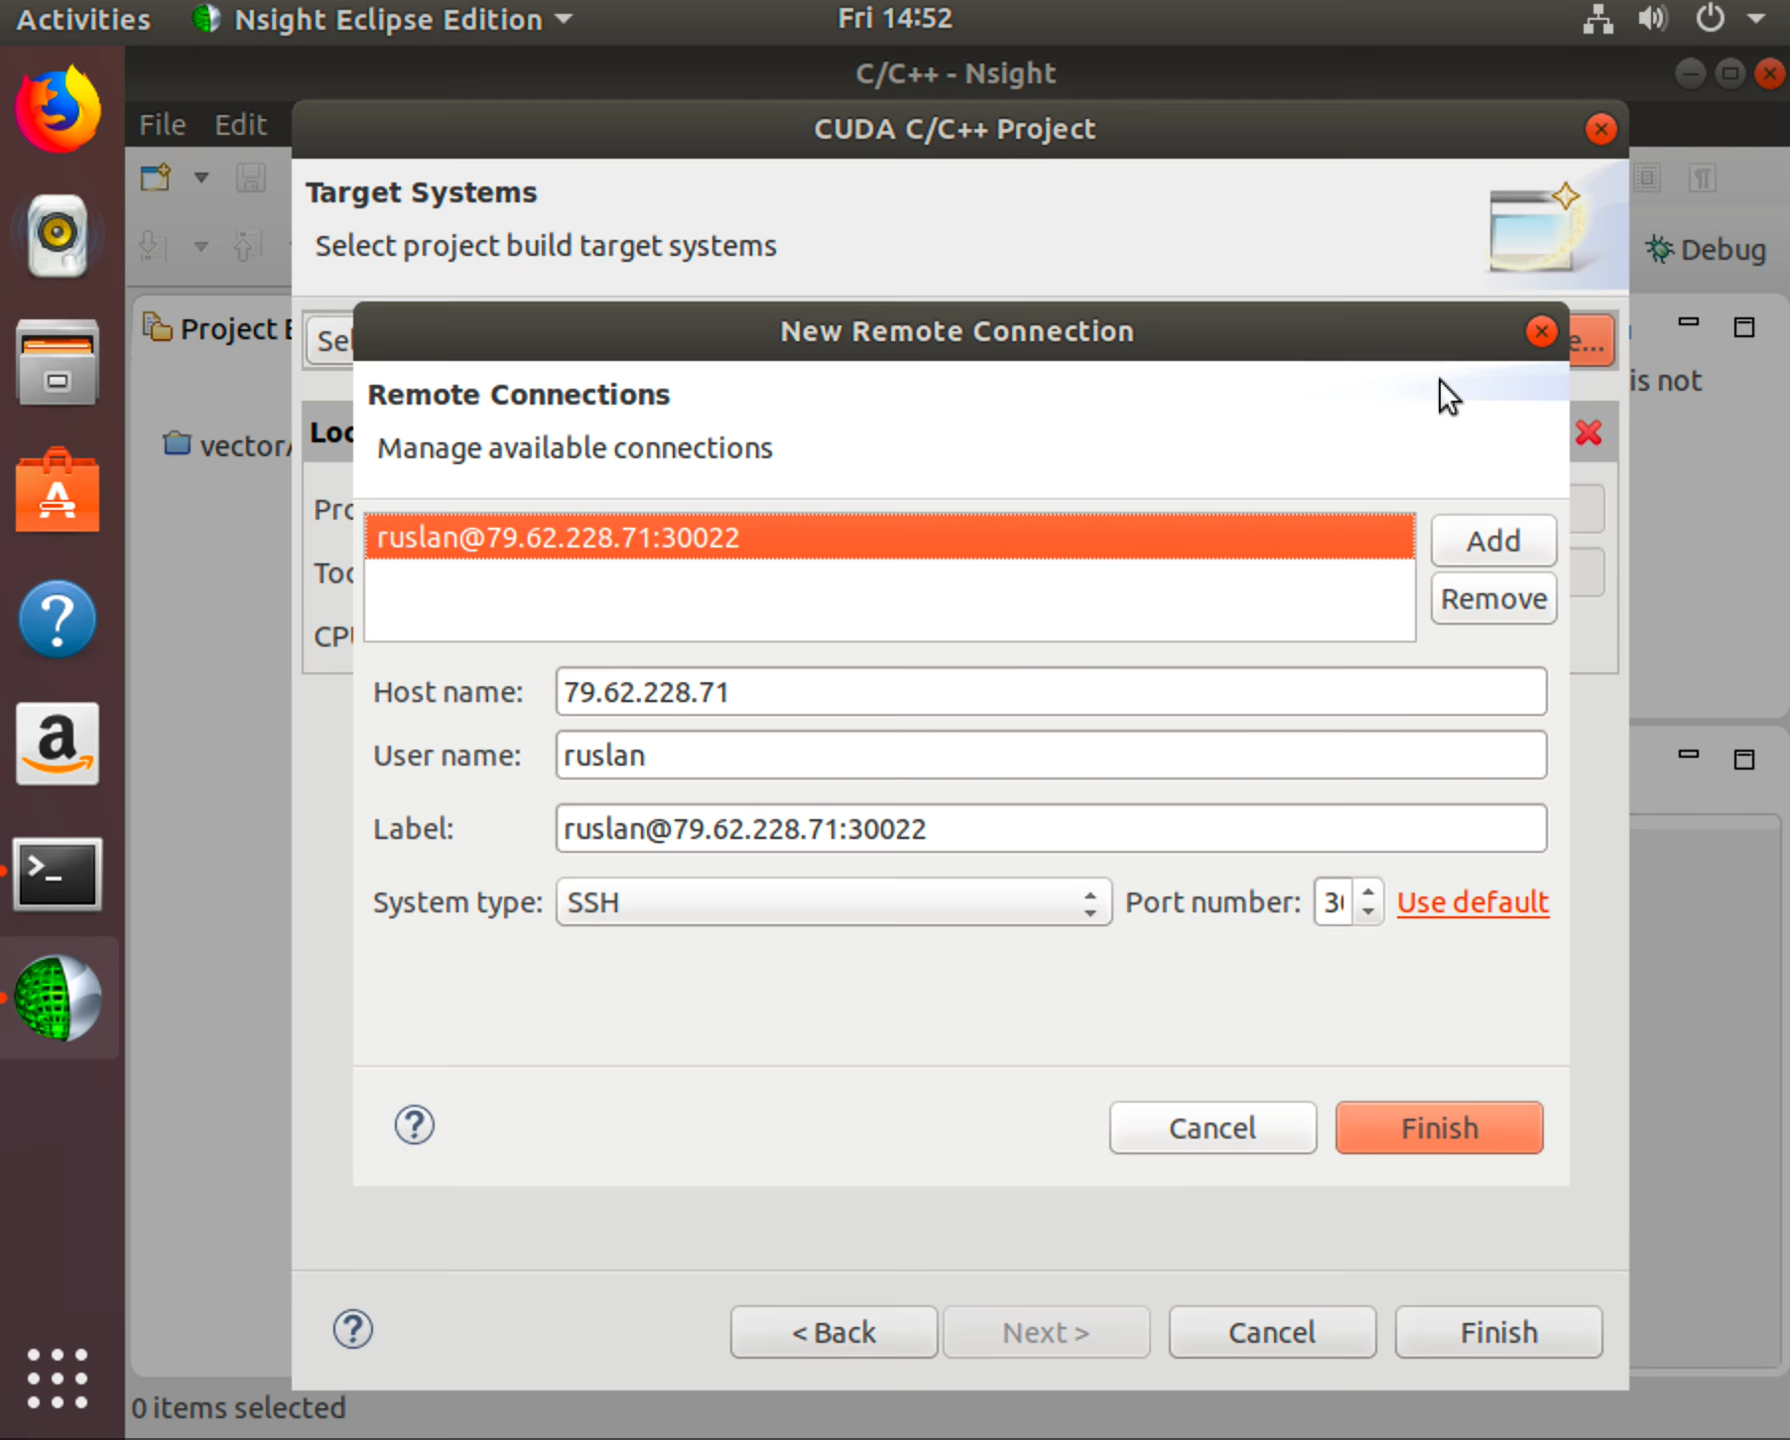 Activities
Nsight Eclipse Edition
Fri 14:52
C/C++ - Nsight
File Edit
CUDA C/C++ Project
Target Systems
Select project build target systems
Debug
Project E
New Remote Connection
Sel
e...
is not
Remote Connections
Manage available connections
vector
Loc
Pro
Too
CPU
ruslan@79.62.228.71:30022
Add
Remove
Host name: 79.62.228.71
User name: ruslan
Label: ruslan@79.62.228.71:30022
System type: SSH Port number: 30 Use default
Cancel Finish
< Back Next > Cancel Finish
0 items selected